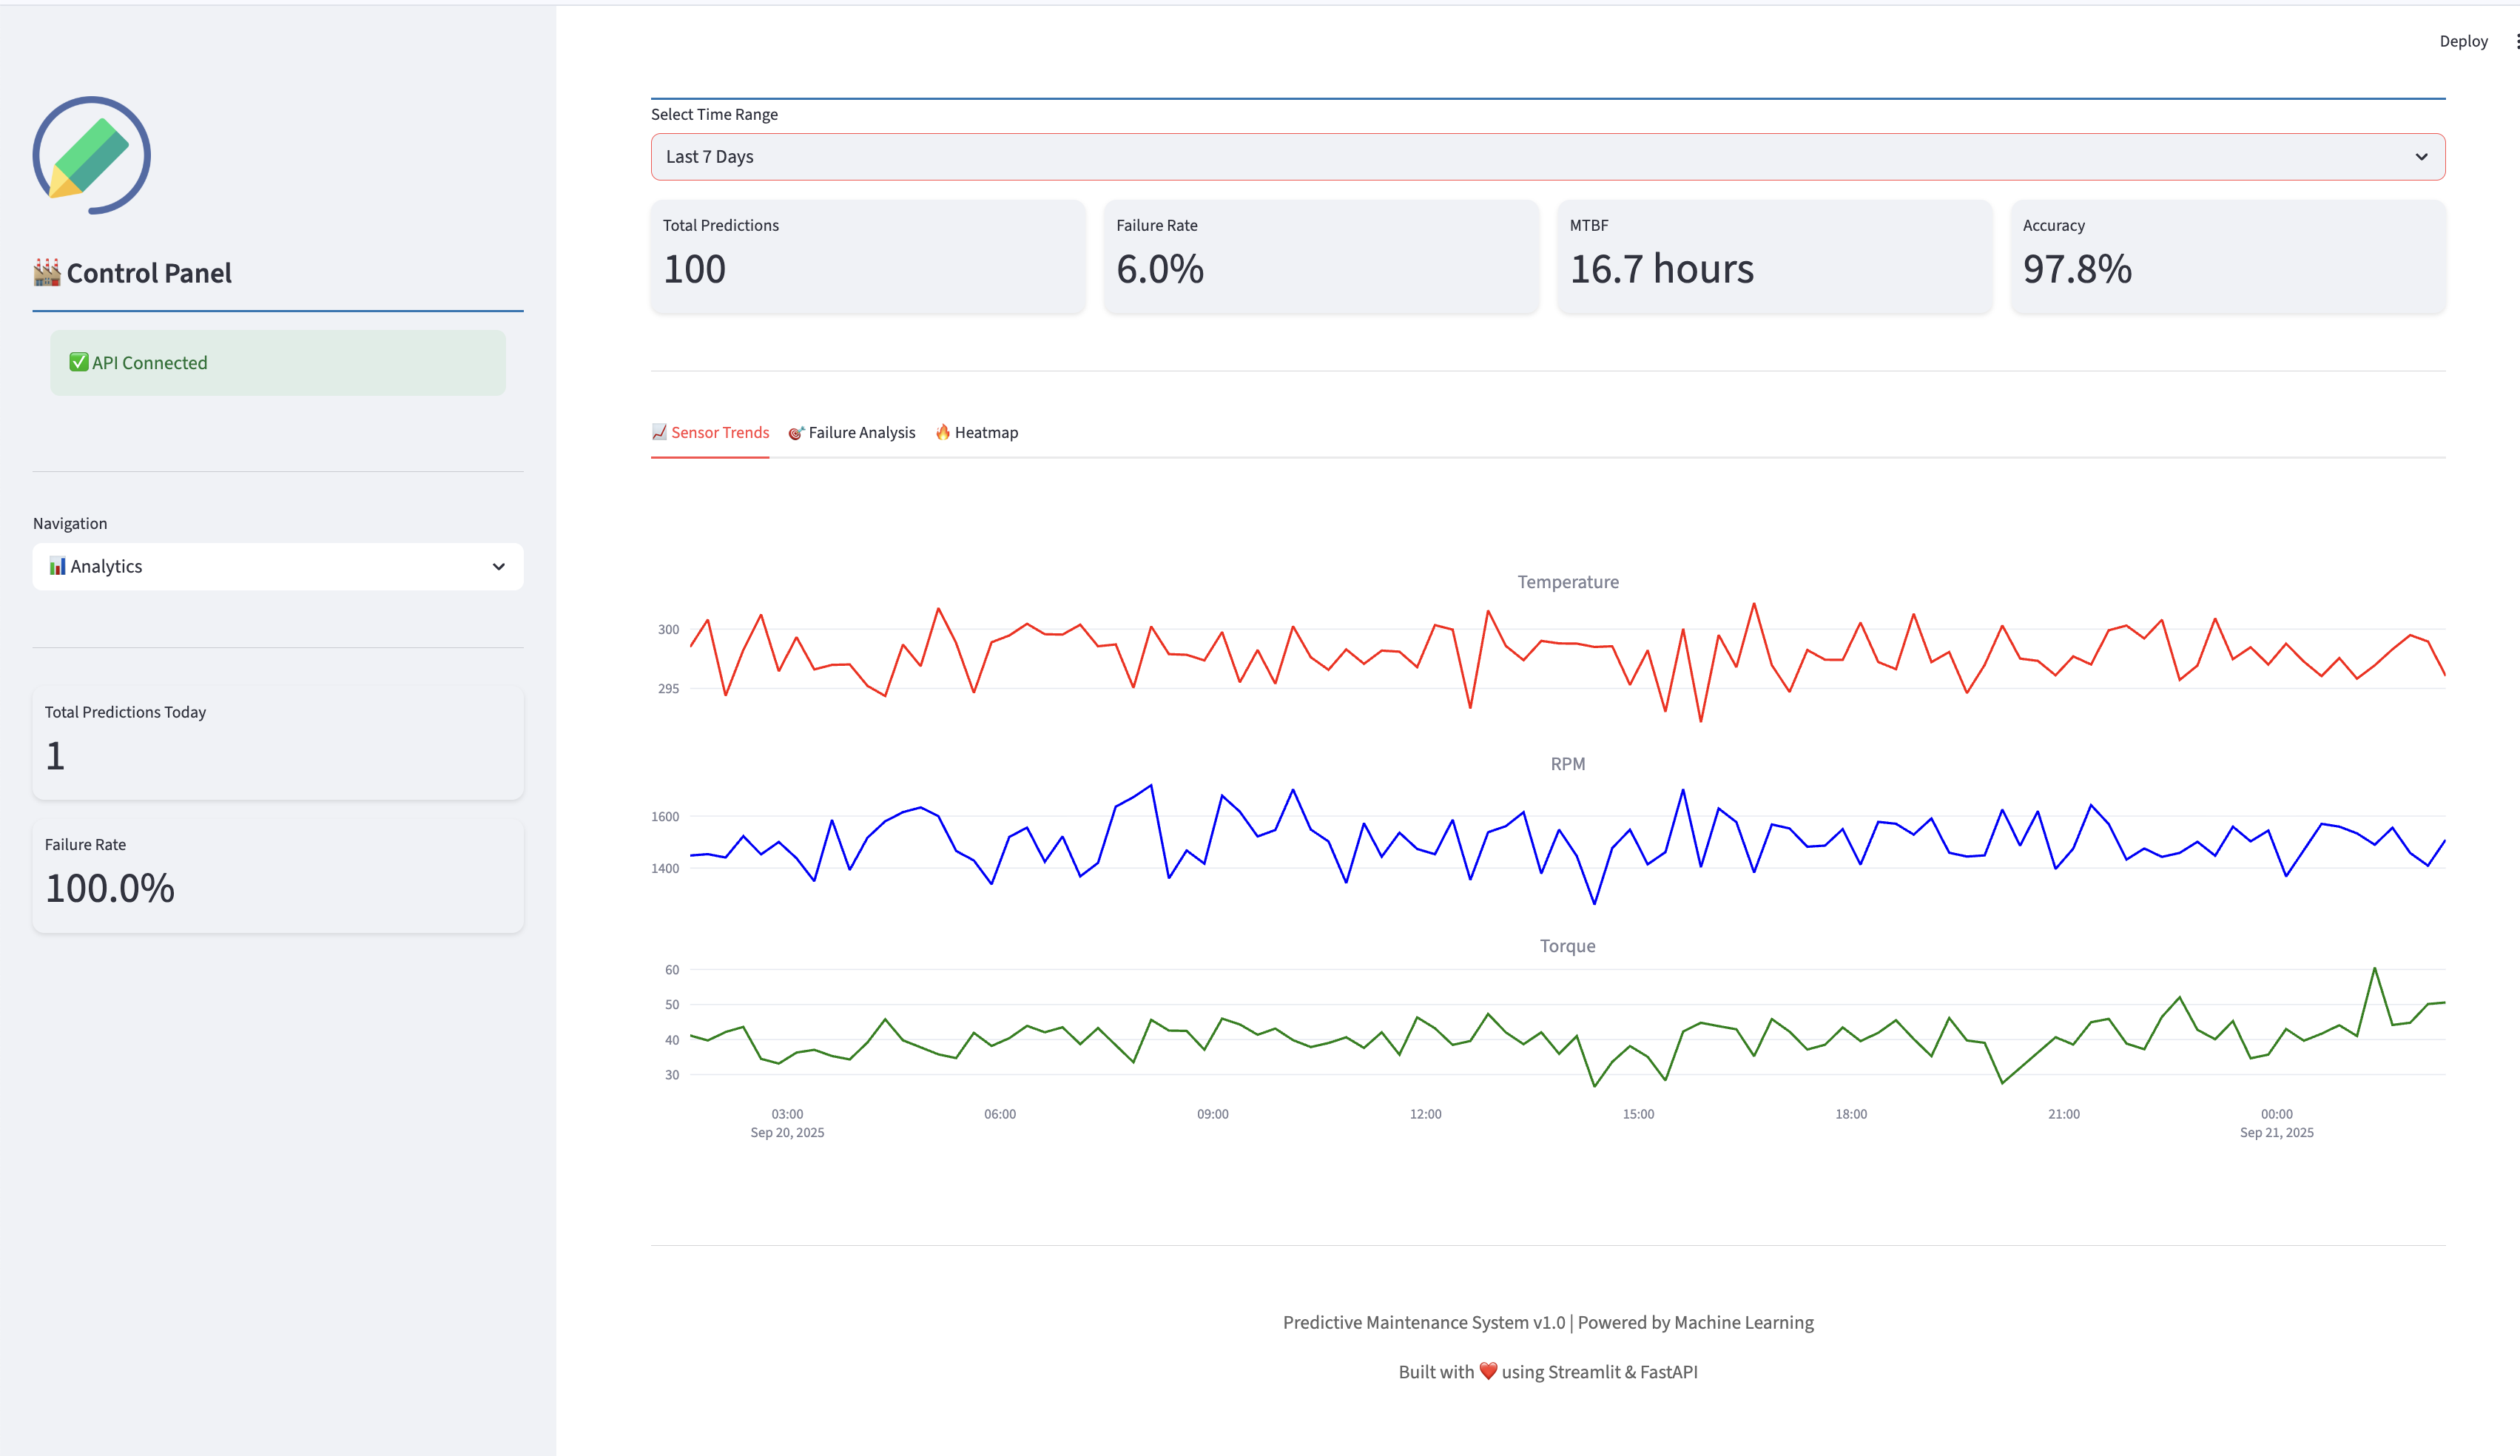 Deploy
🏭 Control Panel
✅ API Connected
Navigation
📊 Analytics
Total Predictions Today
1
Failure Rate
100.0%
Select Time Range
Last 7 Days
Total Predictions
100
Failure Rate
6.0%
MTBF
16.7 hours
Accuracy
97.8%
📈 Sensor Trends 🎯 Failure Analysis 🔥 Heatmap
Temperature
300
295
RPM
1600
1400
Torque
60
50
40
30
03:00 06:00 09:00 12:00 15:00 18:00 21:00 00:00
Sep 20, 2025 Sep 21, 2025
Predictive Maintenance System v1.0 | Powered by Machine Learning
Built with ❤️ using Streamlit & FastAPI